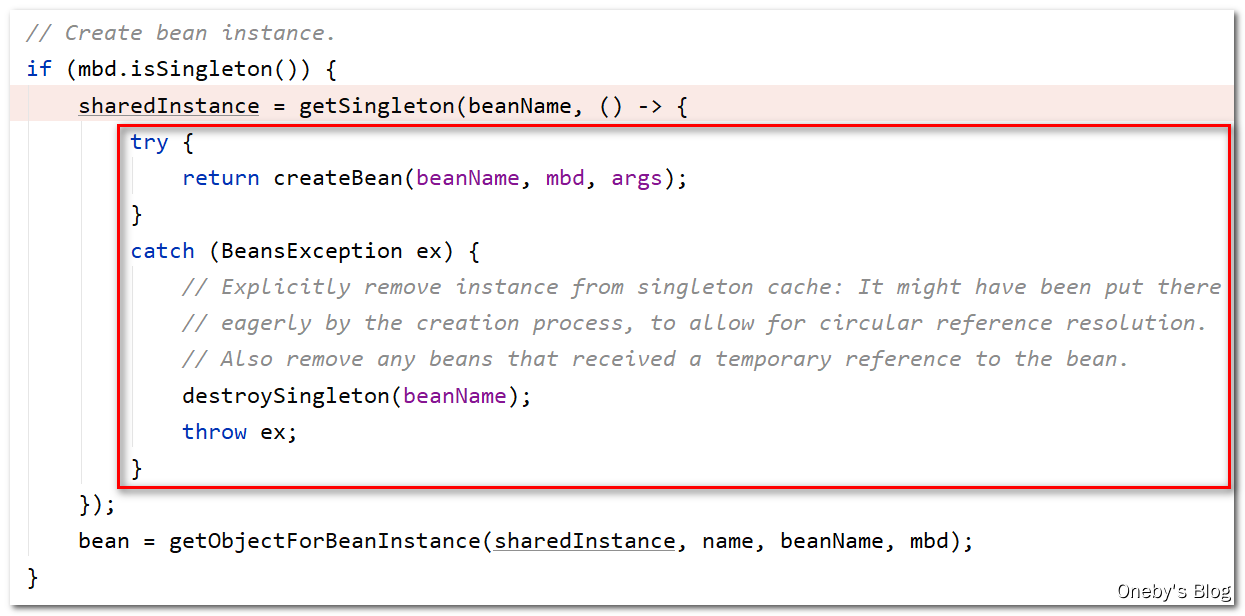 // Create bean instance.
if (mbd.isSingleton()) {
sharedInstance = getSingleton(beanName, () -> {
try {
return createBean(beanName, mbd, args);
}
catch (BeansException ex) {
// Explicitly remove instance from singleton cache: It might have been put there
// eagerly by the creation process, to allow for circular reference resolution.
// Also remove any beans that received a temporary reference to the bean.
destroySingleton(beanName);
throw ex;
}
});
bean = getObjectForBeanInstance(sharedInstance, name, beanName, mbd);
}
Oneby's Blog